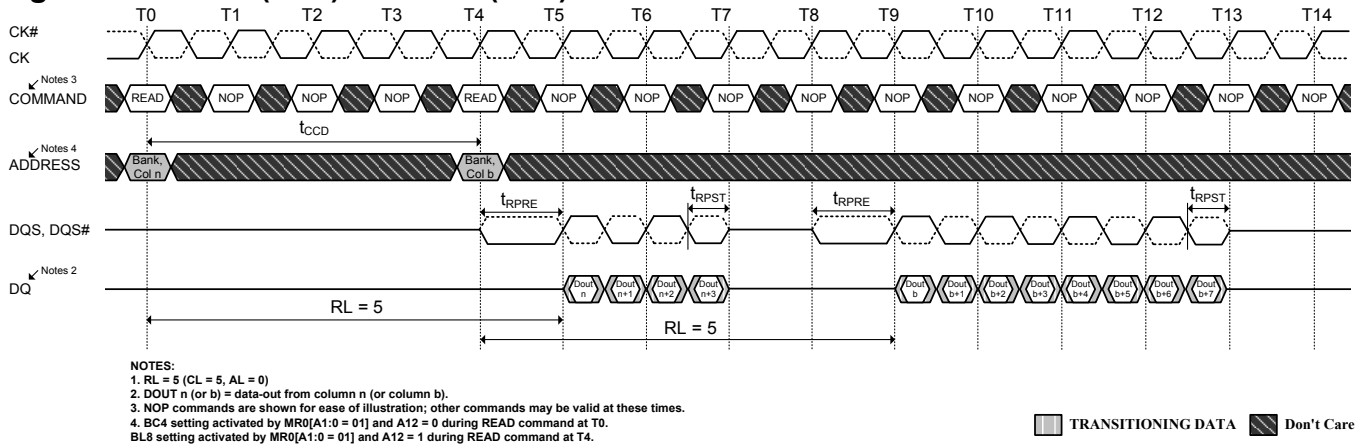 T0 T1 T2 T3 T4 T5 T6 T7 T8 T9 T10 T11 T12 T13 T14
CK#
CK
Notes 3
COMMAND READ NOP NOP NOP READ NOP NOP NOP NOP NOP NOP NOP NOP NOP NOP
tCCD
Notes 4
ADDRESS
Bank, Col n
Bank, Col b
tRPRE tRPST tRPRE tRPST
DQS, DQS#
Notes 2
DQ
Dout n Dout n+1 Dout n+2 Dout n+3 Dout b Dout b+1 Dout b+2 Dout b+3 Dout b+4 Dout b+5 Dout b+6 Dout b+7
RL = 5
RL = 5
NOTES:
1. RL = 5 (CL = 5, AL = 0)
2. DOUT n (or b) = data-out from column n (or column b).
3. NOP commands are shown for ease of illustration; other commands may be valid at these times.
4. BC4 setting activated by MR0[A1:0 = 01] and A12 = 0 during READ command at T0.
BL8 setting activated by MR0[A1:0 = 01] and A12 = 1 during READ command at T4.
TRANSITIONING DATA Don't Care